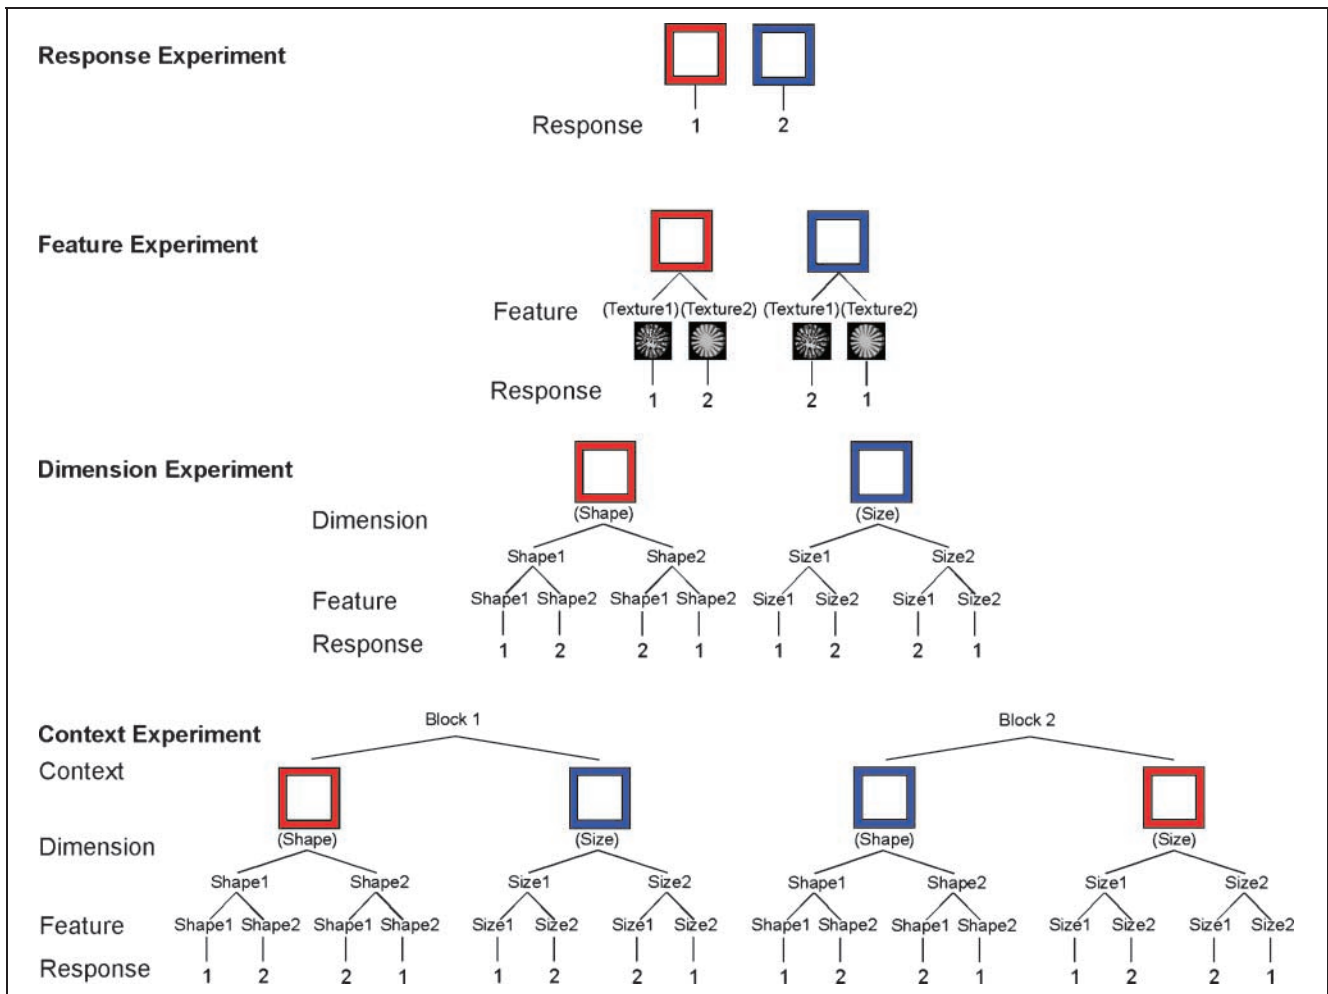 Response Experiment
Response 1 2
Feature Experiment
Feature (Texture1) (Texture2) (Texture1) (Texture2)
Response 1 2 2 1
Dimension Experiment
Dimension (Shape) (Size)
Shape1 Shape2 Size1 Size2
Feature Shape1 Shape2 Shape1 Shape2 Size1 Size2 Size1 Size2
Response 1 2 2 1 1 2 2 1
Block 1 Block 2
Context Experiment
Context
Dimension (Shape) (Size) (Shape) (Size)
Shape1 Shape2 Size1 Size2 Shape1 Shape2 Size1 Size2
Feature Shape1 Shape2 Shape1 Shape2 Size1 Size2 Size1 Size2 Shape1 Shape2 Shape1 Shape2 Size1 Size2 Size1 Size2
Response 1 2 2 1 1 2 2 1 1 2 2 1 1 2 2 1